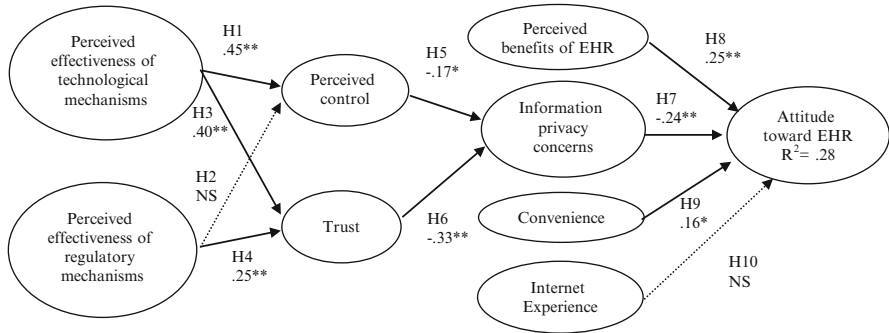 Perceived
effectiveness of
technological
mechanisms
H1
.45**
H3
.40**
H2
NS
Perceived
effectiveness of
regulatory
mechanisms
H4
.25**
Perceived
control
Trust
H5
-.17*
H6
-.33**
Perceived
benefits of EHR
Information
privacy
concerns
Convenience
Internet
Experience
H8
.25**
H7
-.24**
H9
.16*
H10
NS
Attitude
toward EHR
R²= .28